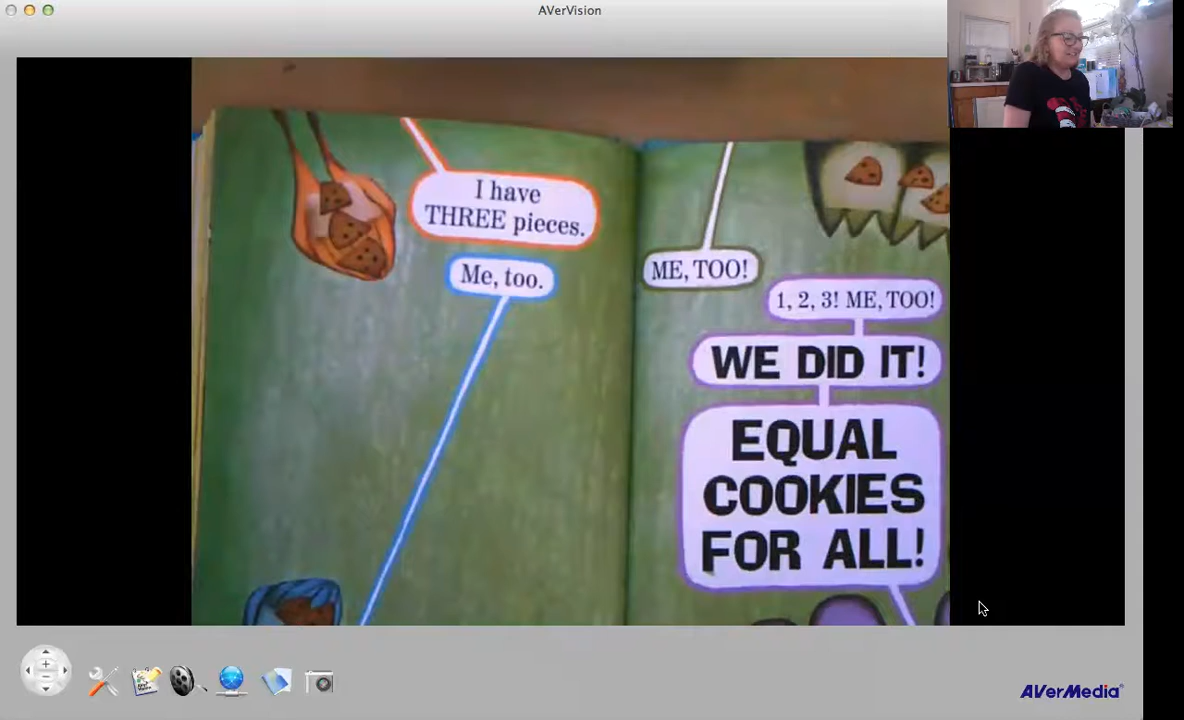 AVerVision
I have
THREE pieces.
Me, too.
ME, TOO!
1, 2, 3! ME, TOO!
WE DID IT!
EQUAL
COOKIES
FOR ALL!
AVerMedia®